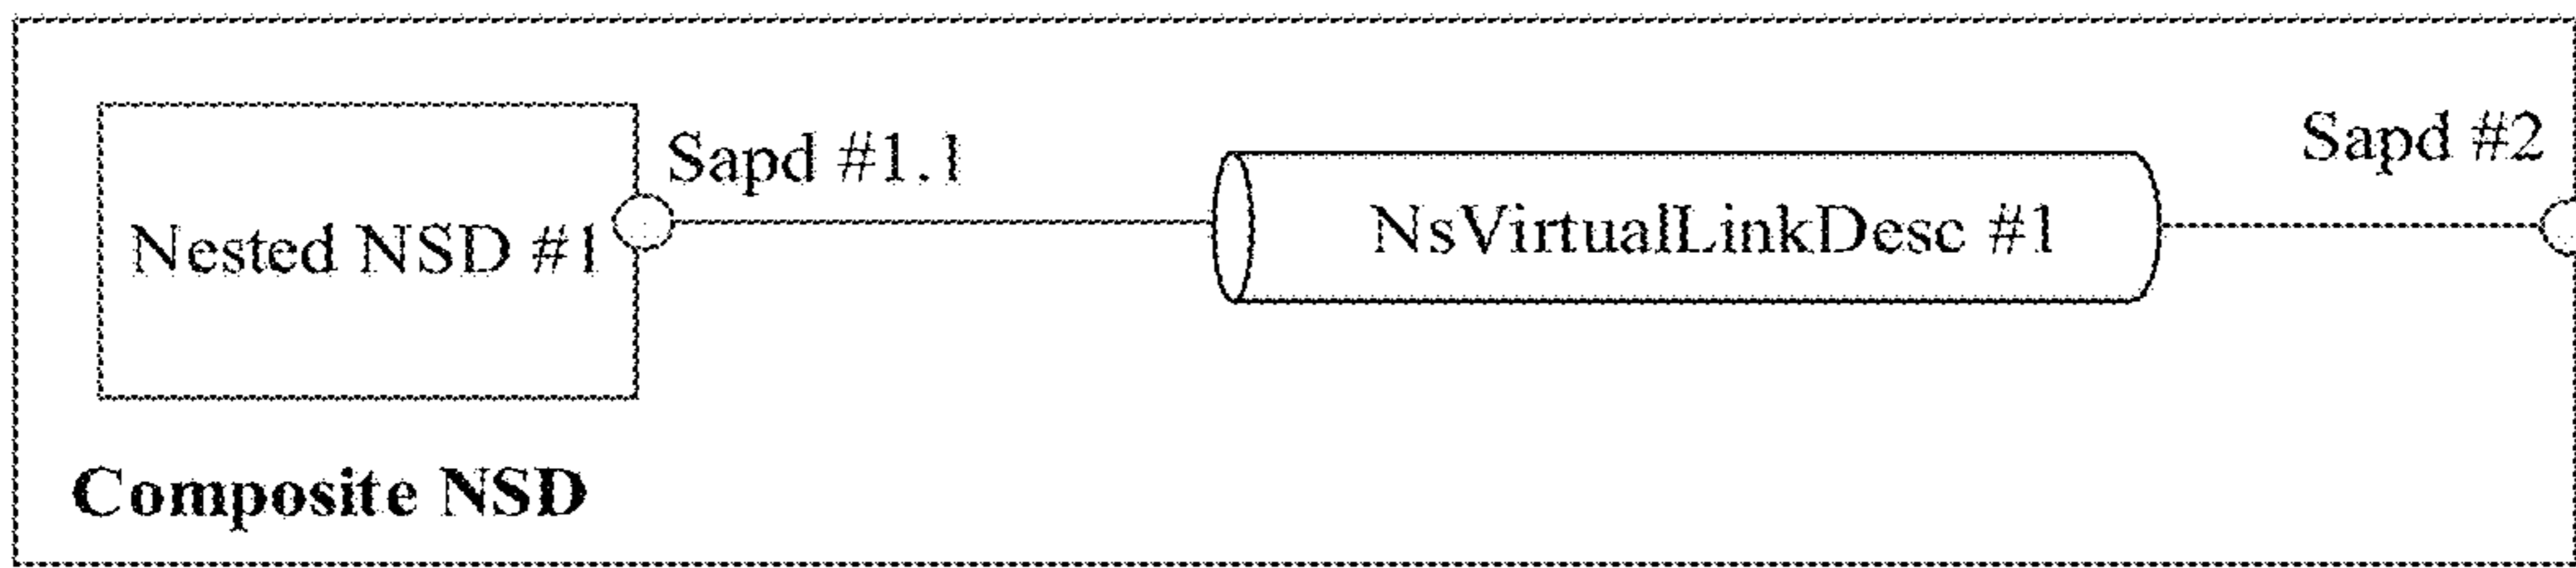 Sapd #2
Sapd #1.1
Nested NSD #1
NsVirtualLinkDesc #1
Composite NSD